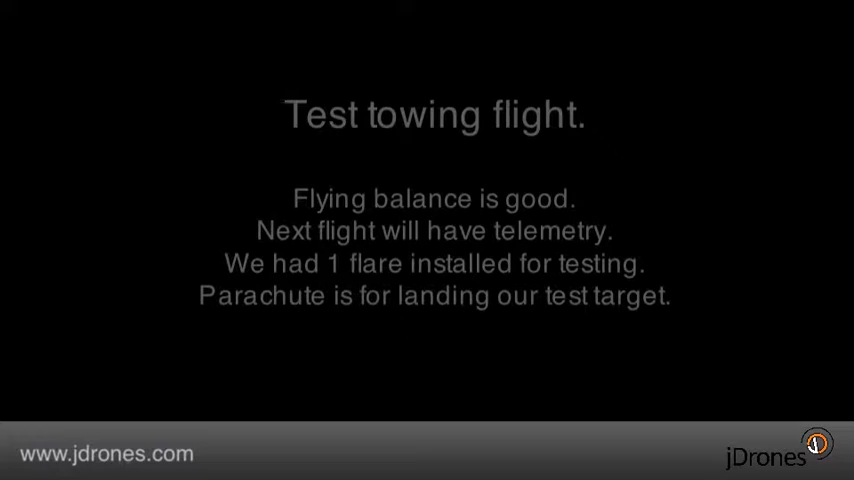 Test towing flight.
Flying balance is good.
Next flight will have telemetry.
We had 1 flare installed for testing.
Parachute is for landing our test target.
www.jdrones.com
jDrones